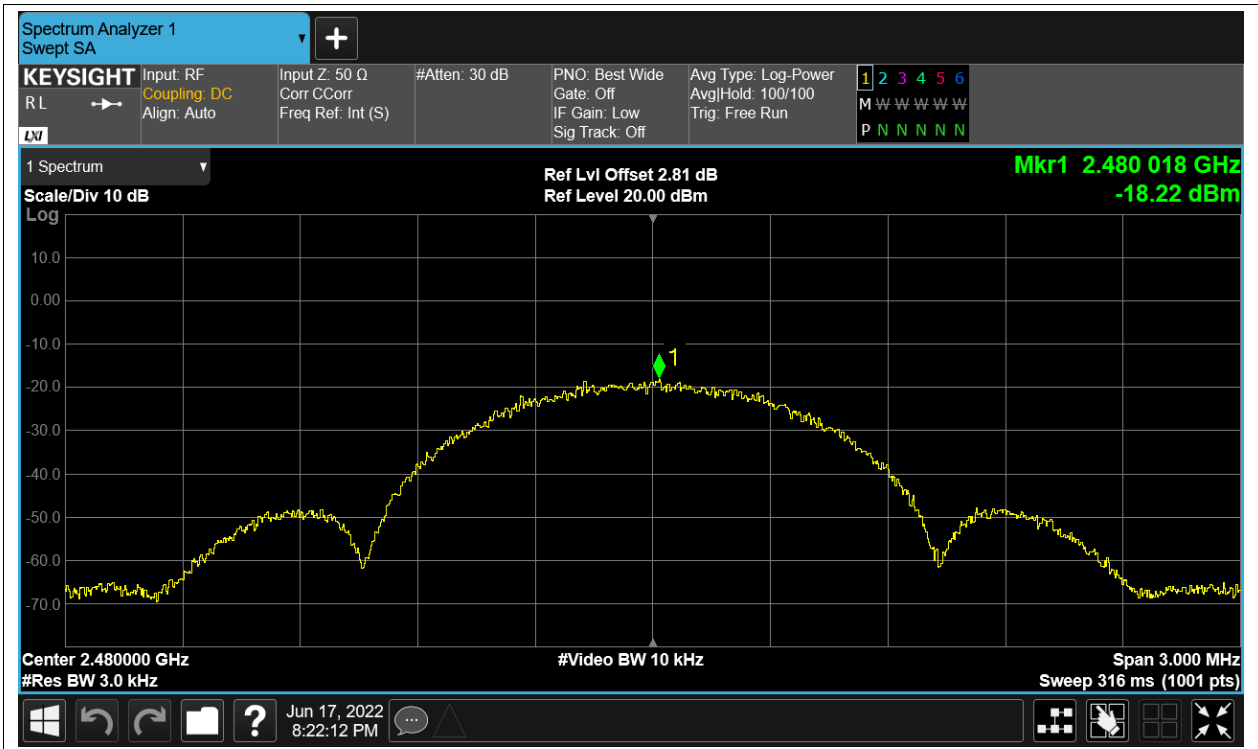 Spectrum Analyzer 1
Swept SA
+
KEYSIGHT
R L
LXI
Input: RF
Coupling: DC
Align: Auto
Input Z: 50 Ω
Corr CCorr
Freq Ref: Int (S)
#Atten: 30 dB
PNO: Best Wide
Gate: Off
IF Gain: Low
Sig Track: Off
Avg Type: Log-Power
Avg|Hold: 100/100
Trig: Free Run
1 2 3 4 5 6
M W W W W W W
P N N N N N N
1 Spectrum
Scale/Div 10 dB
Ref Lvl Offset 2.81 dB
Ref Level 20.00 dBm
Mkr1 2.480 018 GHz
-18.22 dBm
Log
10.0
0.00
-10.0
1
-20.0
-30.0
-40.0
-50.0
-60.0
-70.0
Center 2.480000 GHz
#Video BW 10 kHz
Span 3.000 MHz
#Res BW 3.0 kHz
Sweep 316 ms (1001 pts)
?
Jun 17, 2022
8:22:12 PM